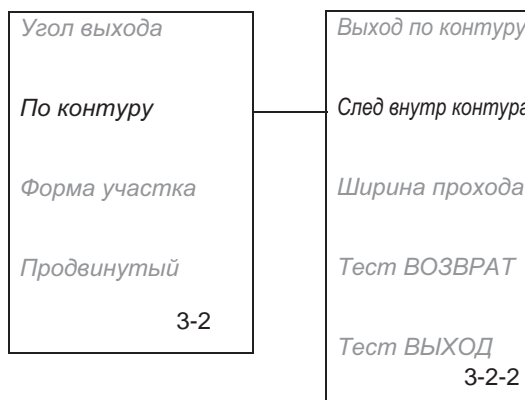 Угол выхода
По контуру
Форма участка
Продвинутый
3-2
Выход по контуру
След внутр контура
Ширина прохода
Тест ВОЗВРАТ
Тест ВЫХОД
3-2-2